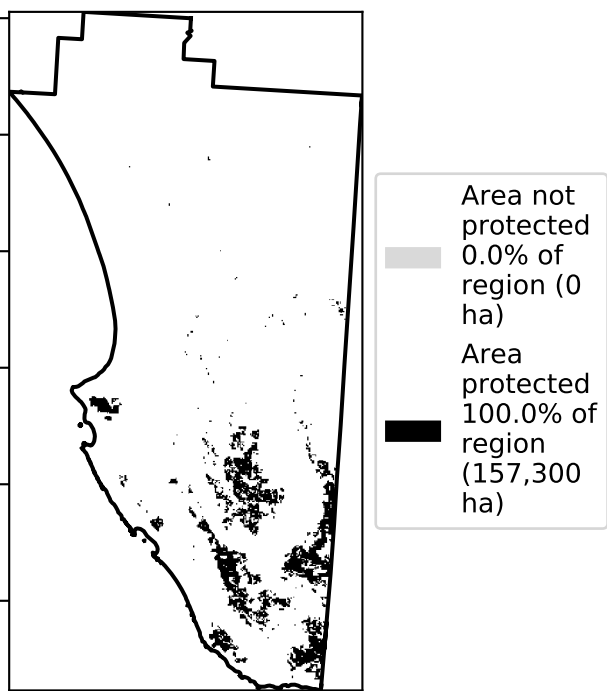 Area not
protected
0.0% of
region (0
ha)
Area
protected
100.0% of
region
(157,300
ha)